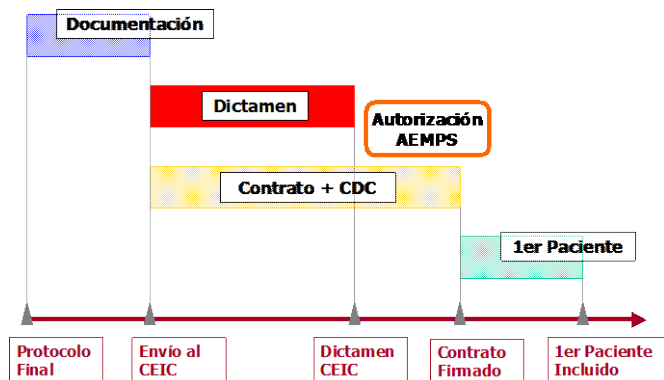 Documentación
Dictamen
Autorización
AEMPS
Contrato + CDC
1er Paciente
Protocolo
Final
Envío al
CEIC
Dictamen
CEIC
Contrato
Firmado
1er Paciente
Incluido